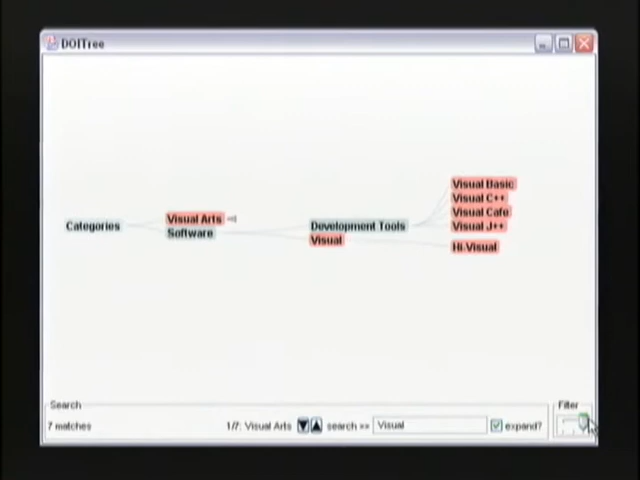 DOITree
Visual Basic
Visual C++
Visual Cafe
Visual Arts
Categories
Development Tools
Visual J++
Software
Visual
Hi-Visual
Search
Filter
7 matches
1/7: Visual Arts
search >>
Visual
expand?